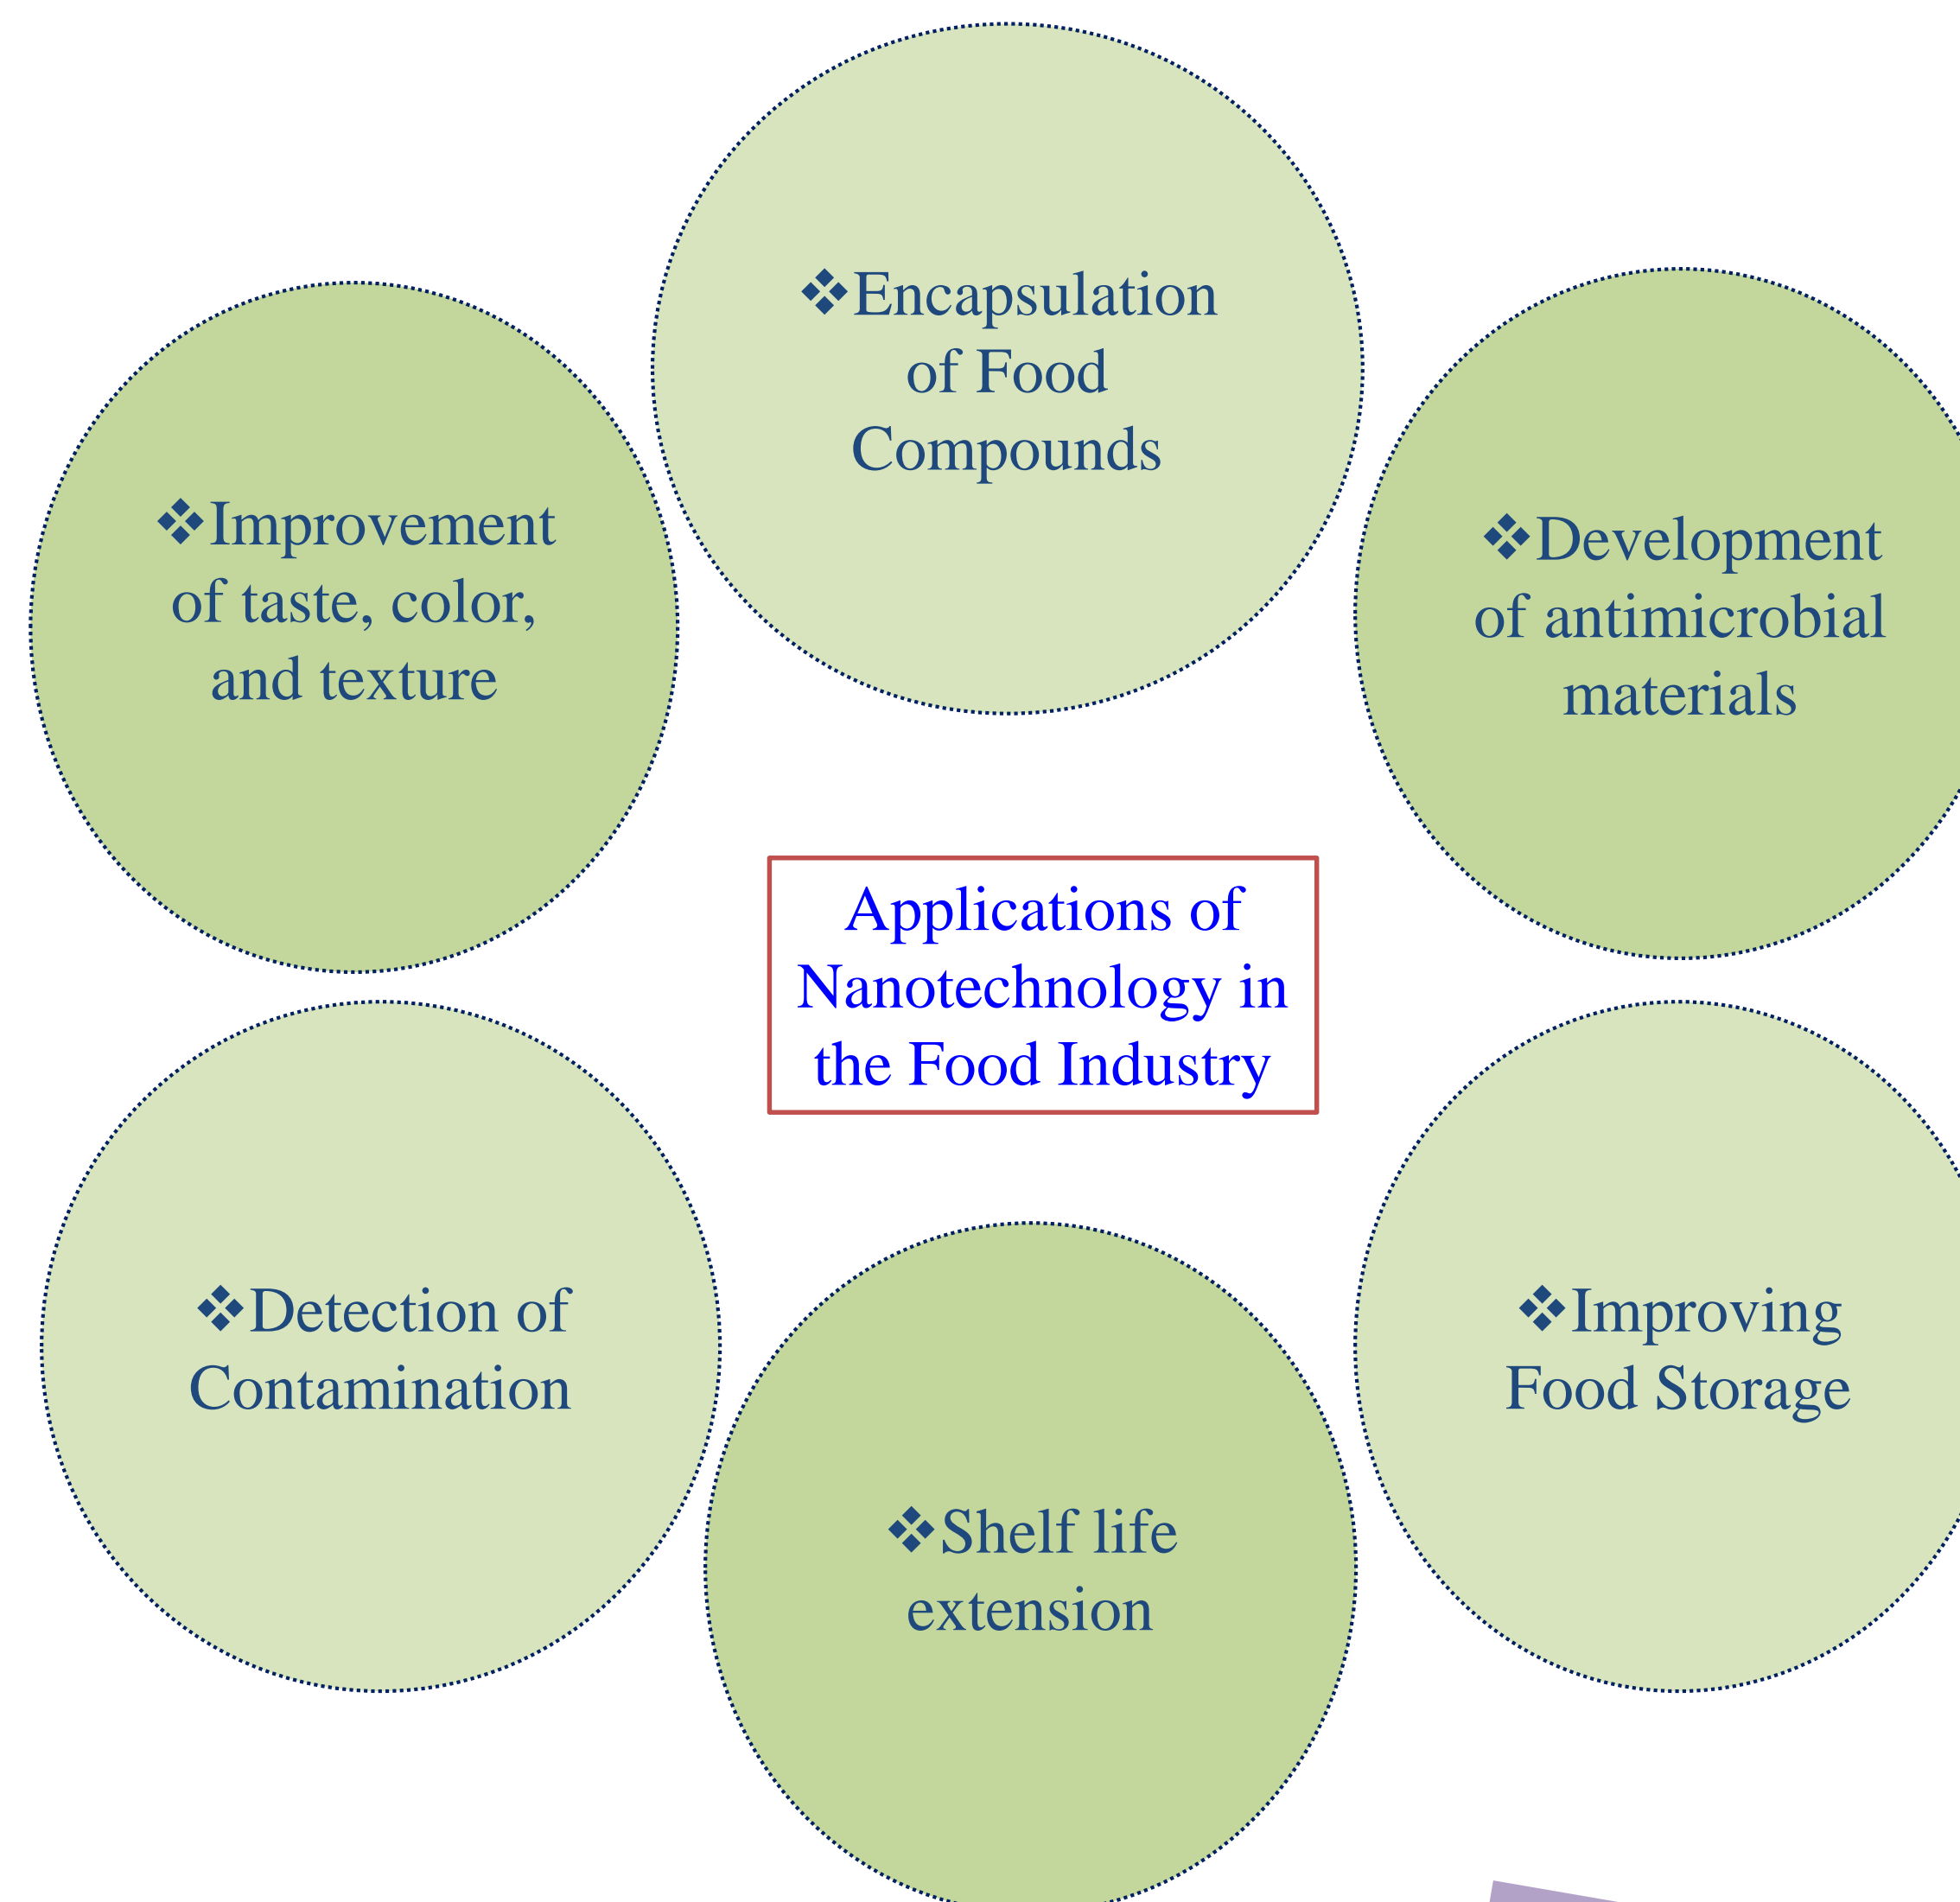 ❖Encapsulation
of Food
Compounds
❖Improvement
of taste, color,
and texture
❖Development
of antimicrobial
materials
Applications of
Nanotechnology in
the Food Industry
❖Detection of
Contamination
❖Improving
Food Storage
❖Shelf life
extension